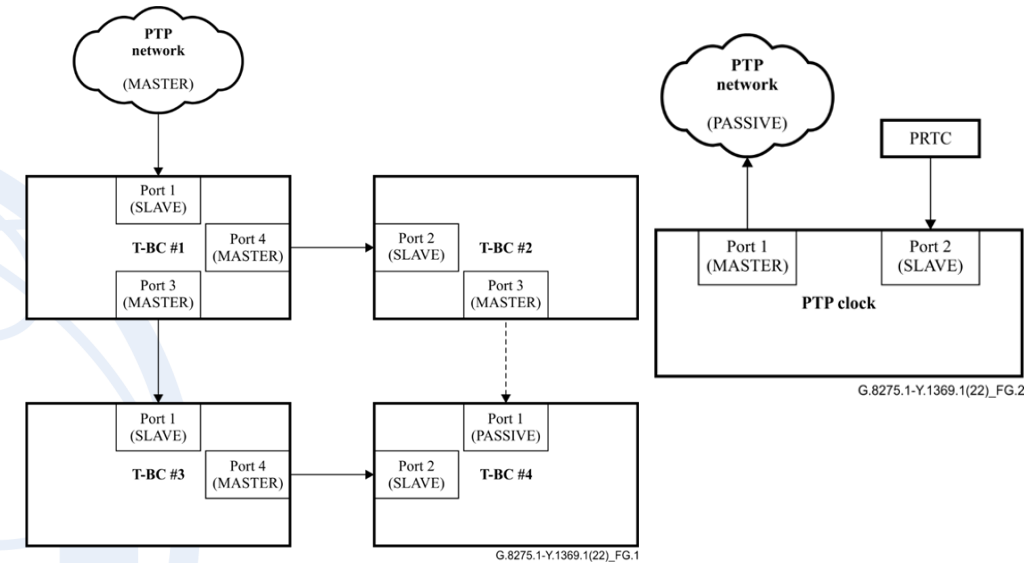 PTP
network
(MASTER)
Port 1
(SLAVE)
T-BC #1
Port 4
(MASTER)
Port 3
(MASTER)
Port 2
(SLAVE)
T-BC #2
Port 3
(MASTER)
Port 1
(SLAVE)
T-BC #3
Port 4
(MASTER)
Port 1
(PASSIVE)
Port 2
(SLAVE)
T-BC #4
G.8275.1-Y.1369.1(22)_FG.1
PTP
network
(PASSIVE)
PRTC
Port 1
(MASTER)
Port 2
(SLAVE)
PTP clock
G.8275.1-Y.1369.1(22)_FG.2